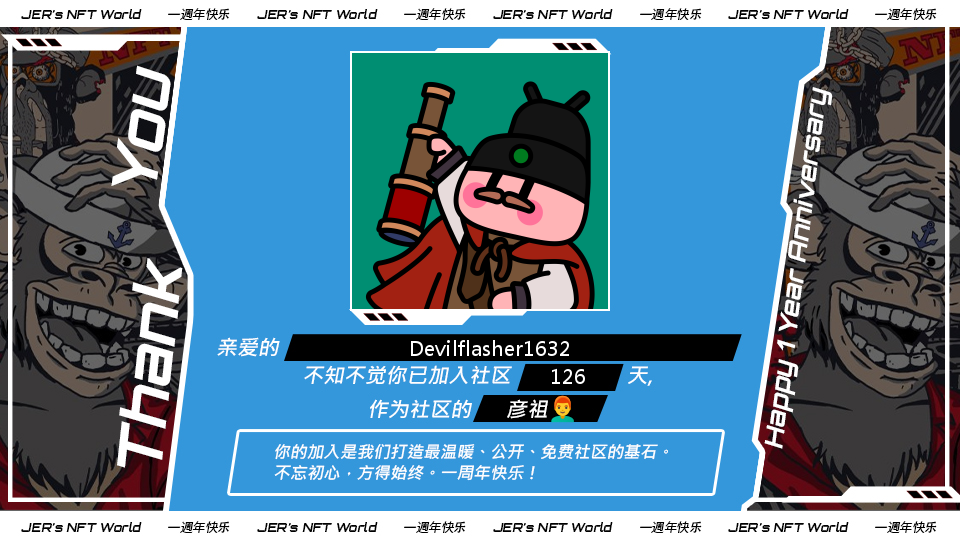 JER's NFT World 一週年快乐 JER's NFT World 一週年快乐 JER's NFT World 一週年快乐 JER's NFT World 一週年快乐
Thank You
亲爱的 Devilflasher1632
不知不觉你已加入社区 126 天,
作为社区的 彦祖👨‍🦰
你的加入是我们打造最温暖、公开、免费社区的基石。
不忘初心，方得始终。一周年快乐！
Happy 1 Year Anniversary
JER's NFT World 一週年快乐 JER's NFT World 一週年快乐 JER's NFT World 一週年快乐 JER's NFT World 一週年快乐